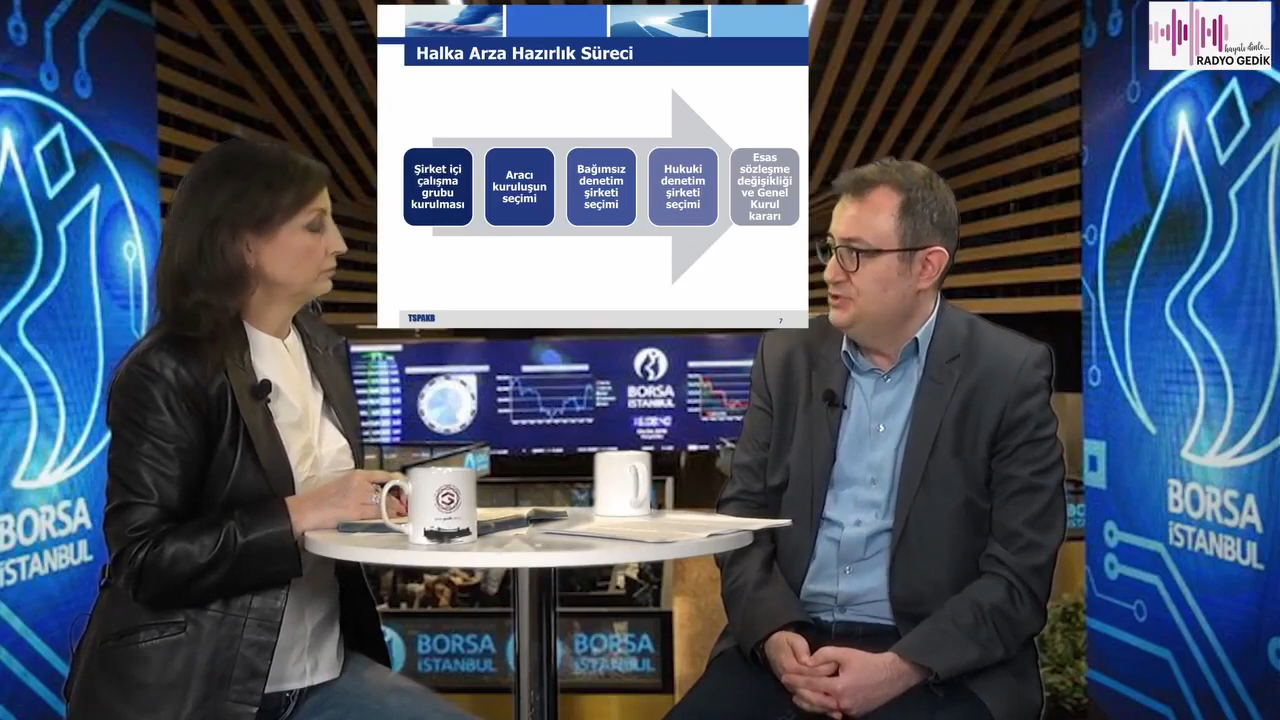 Halka Arza Hazırlık Süreci
Şirket içi
çalışma
grubu
kurulması
Aracı
kuruluşun
seçimi
Bağımsız
denetim
şirketi
seçimi
Hukuki
denetim
şirketi
seçimi
Esas
sözleşme
değişikliği
ve Genel
Kurul
kararı
TSPAKB
7
hayatı dinle...
RADYO GEDİK
BORSA
İSTANBUL
BORSA
İSTANBUL
BORSA
İSTANBUL
BORSA
İSTANBUL
BORSA
İSTANBUL